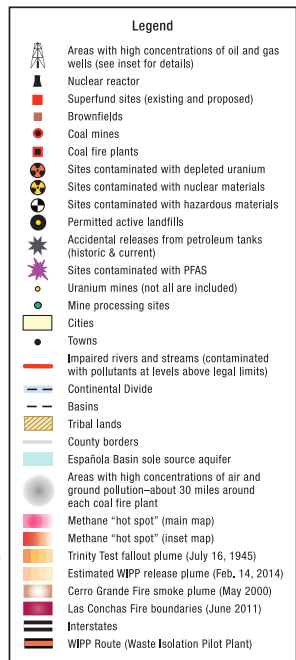 Legend
Areas with high concentrations of oil and gas
wells (see inset for details)
Nuclear reactor
Superfund sites (existing and proposed)
Brownfields
Coal mines
Coal fire plants
Sites contaminated with depleted uranium
Sites contaminated with nuclear materials
Sites contaminated with hazardous materials
Permitted active landfills
Accidental releases from petroleum tanks
(historic & current)
Sites contaminated with PFAS
Uranium mines (not all are included)
Mine processing sites
Cities
Towns
Impaired rivers and streams (contaminated
with pollutants at levels above legal limits)
Continental Divide
Basins
Tribal lands
County borders
Española Basin sole source aquifer
Areas with high concentrations of air and
ground pollution–about 30 miles around
each coal fire plant
Methane “hot spot” (main map)
Methane “hot spot” (inset map)
Trinity Test fallout plume (July 16, 1945)
Estimated WIPP release plume (Feb. 14, 2014)
Cerro Grande Fire smoke plume (May 2000)
Las Conchas Fire boundaries (June 2011)
Interstates
WIPP Route (Waste Isolation Pilot Plant)